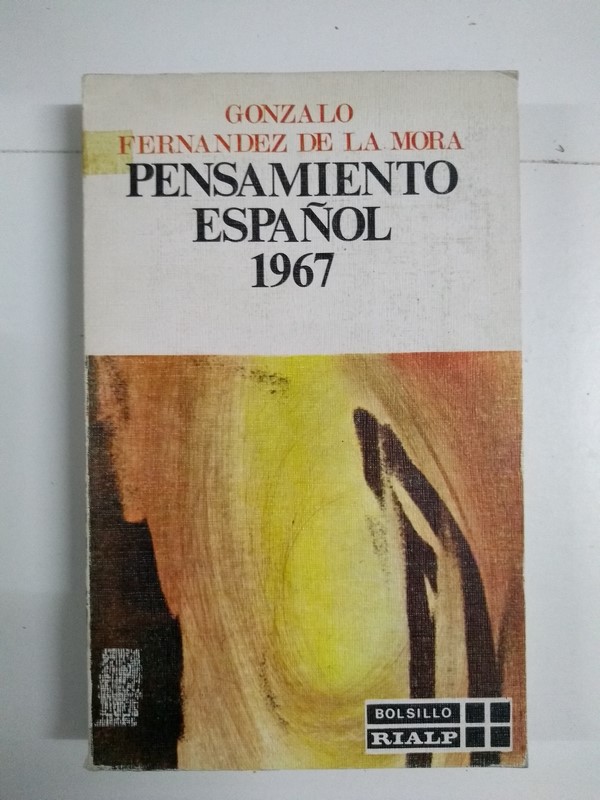 GONZALO
FERNANDEZ DE LA MORA
PENSAMIENTO
ESPAÑOL
1967
BOLSILLO
RIALP